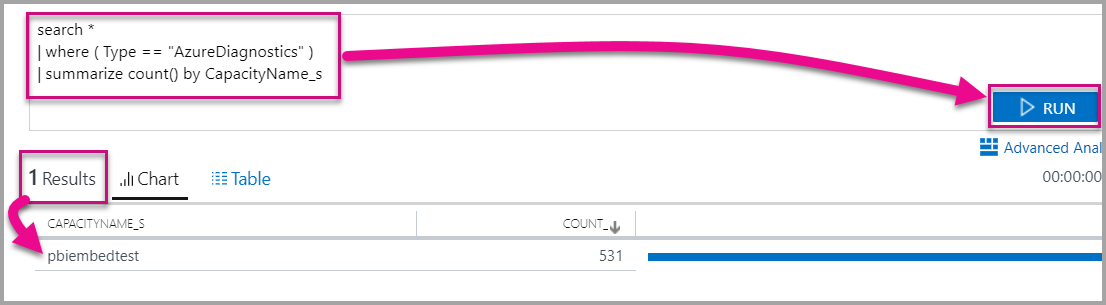 search *
| where ( Type == "AzureDiagnostics" )
| summarize count() by CapacityName_s
RUN
Advanced Anal
1 Results
Chart
Table
00:00:00
CAPACITYNAME_S
COUNT_
pbiembedtest
531